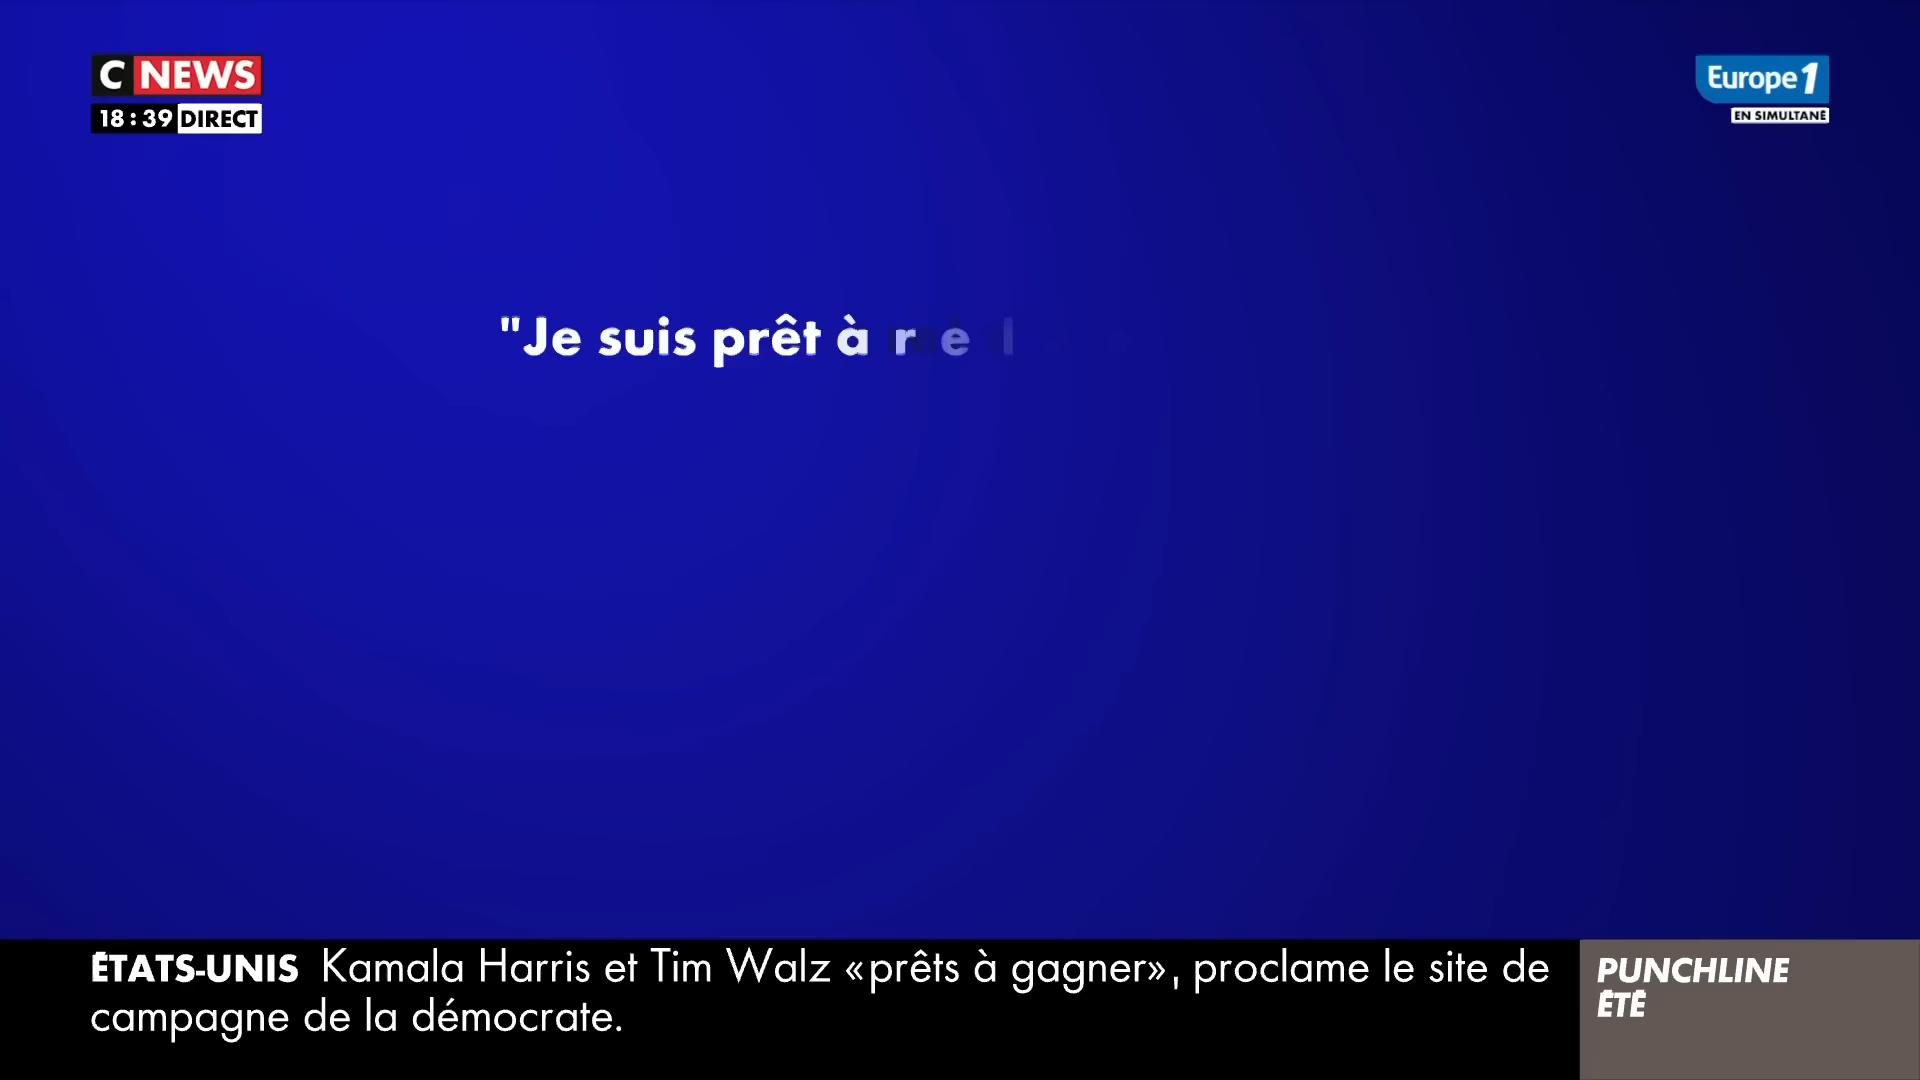 C NEWS
18:39 DIRECT
Europe 1
EN SIMULTANÉ
"Je suis prêt à
ÉTATS-UNIS Kamala Harris et Tim Walz «prêts à gagner», proclame le site de
campagne de la démocrate.
PUNCHLINE
ÉTÉ